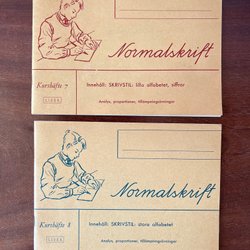 Normalskrift
Kurshäfte 7
LIBER
Innehåll: SKRIVSTIL: lilla alfabetet, siffror
Analys, proportioner, tillämpningsövningar
Normalskrift
Kurshäfte 8
LIBER
Innehåll: SKRIVSTIL: stora alfabetet
Analys, proportioner, tillämpningsövningar